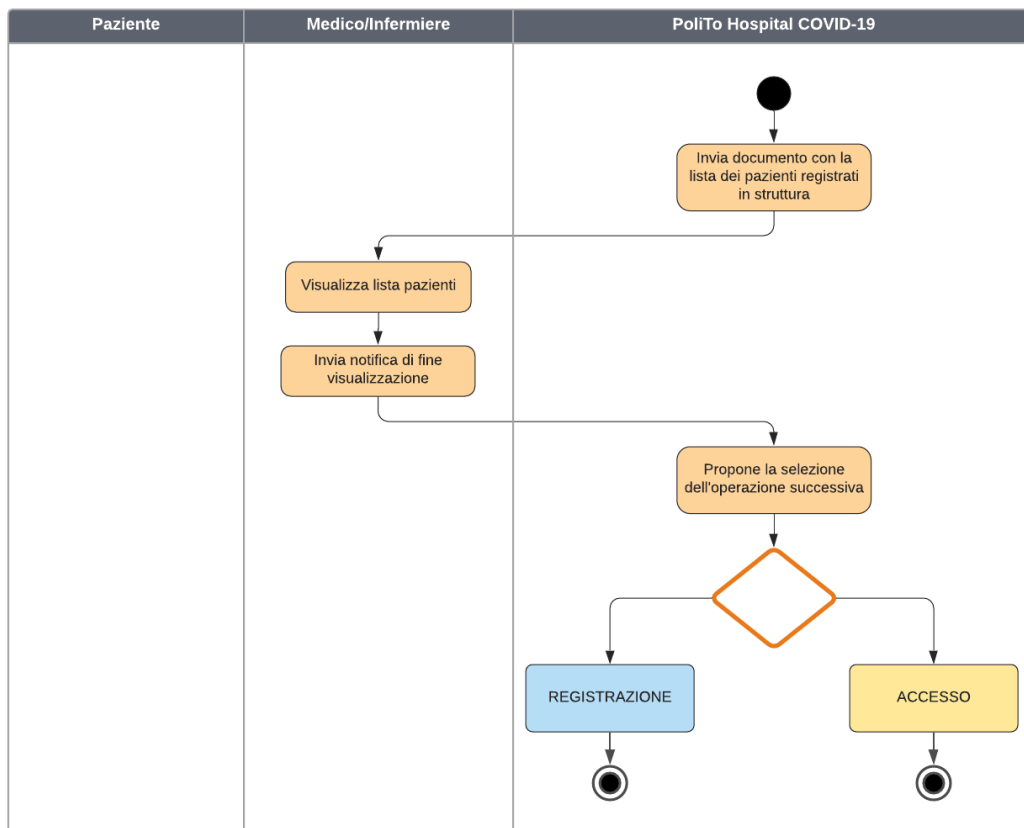 Paziente
Medico/Infermiere
PoliTo Hospital COVID-19
Invia documento con la
lista dei pazienti registrati
in struttura
Visualizza lista pazienti
Invia notifica di fine
visualizzazione
Propone la selezione
dell'operazione successiva
REGISTRAZIONE
ACCESSO